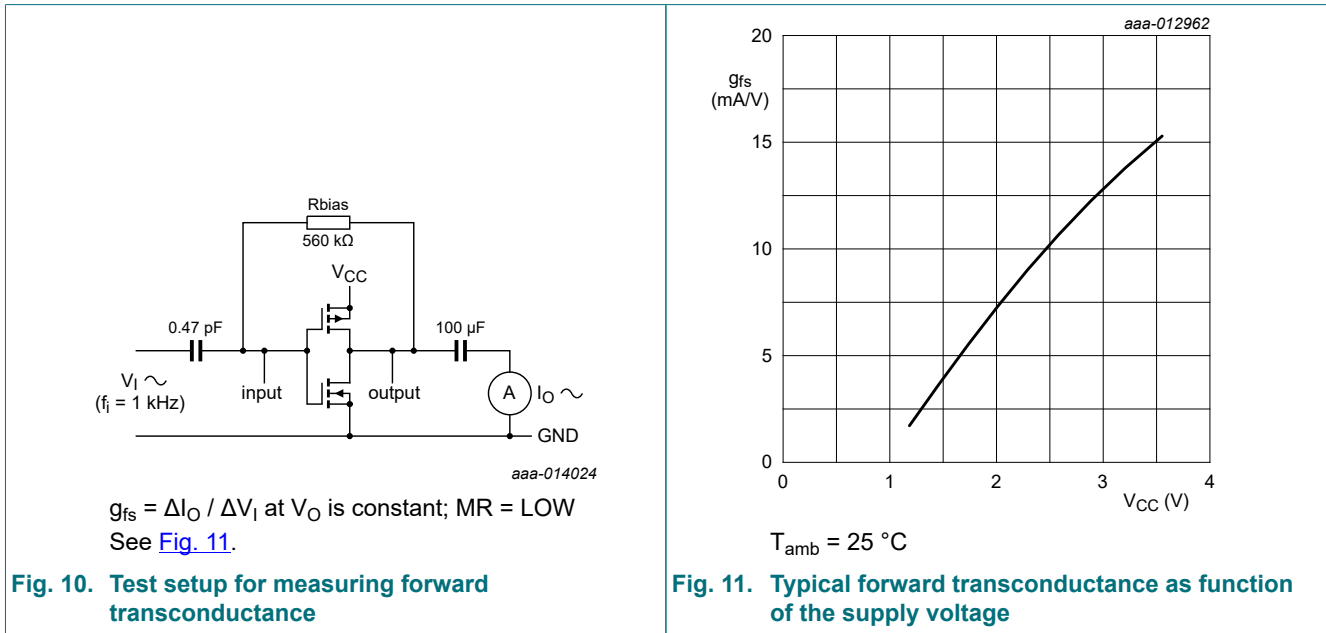 Rbias
560 kΩ
VCC
0.47 pF
100 µF
VI
(fi = 1 kHz)
input
output
A
IO
GND
aaa-014024
gfs = ΔIO / ΔVI at VO is constant; MR = LOW
See Fig. 11.
Fig. 10. Test setup for measuring forward
transconductance
aaa-012962
20
gfs
(mA/V)
15
10
5
0
0 1 2 3 4
VCC (V)
Tamb = 25 °C
Fig. 11. Typical forward transconductance as function
of the supply voltage